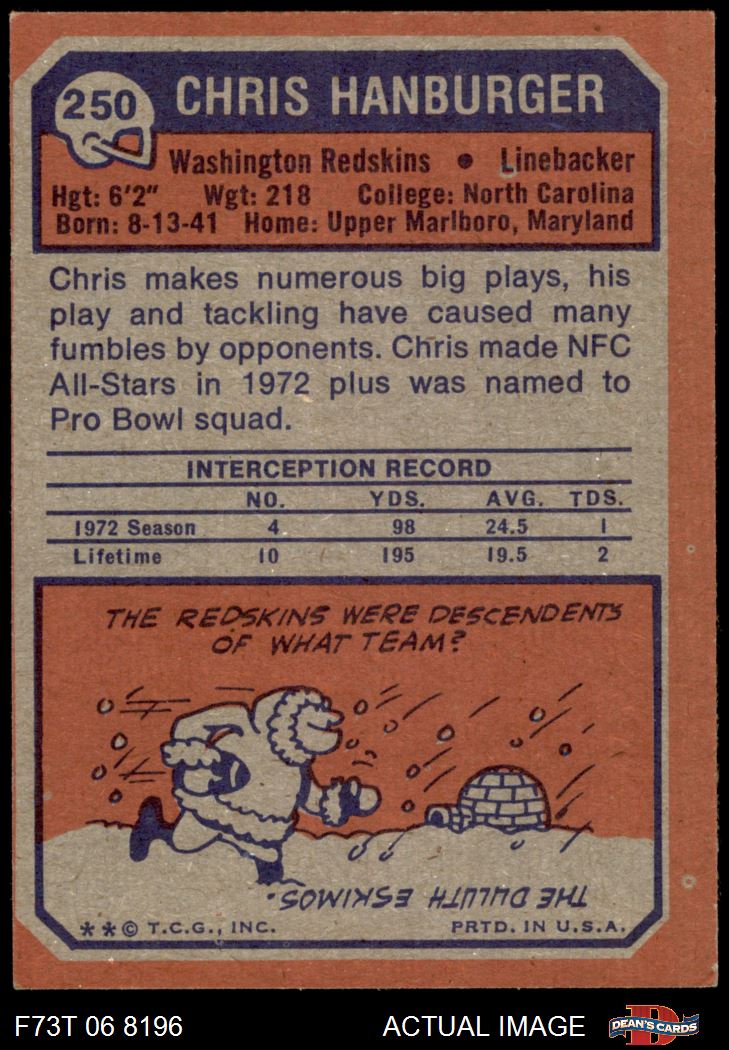 250
CHRIS HANBURGER
Washington Redskins • Linebacker
Hgt: 6'2" Wgt: 218 College: North Carolina
Born: 8-13-41 Home: Upper Marlboro, Maryland
Chris makes numerous big plays, his
play and tackling have caused many
fumbles by opponents. Chris made NFC
All-Stars in 1972 plus was named to
Pro Bowl squad.
INTERCEPTION RECORD
NO. YDS. AVG. TDS.
1972 Season 4 98 24.5 1
Lifetime 10 195 19.5 2
THE REDSKINS WERE DESCENDENTS
OF WHAT TEAM?
THE DULUTH ESKIMOS.
**© T.C.G., INC. PRTD. IN U.S.A.
F73T 06 8196 ACTUAL IMAGE D DEAN'S CARDS